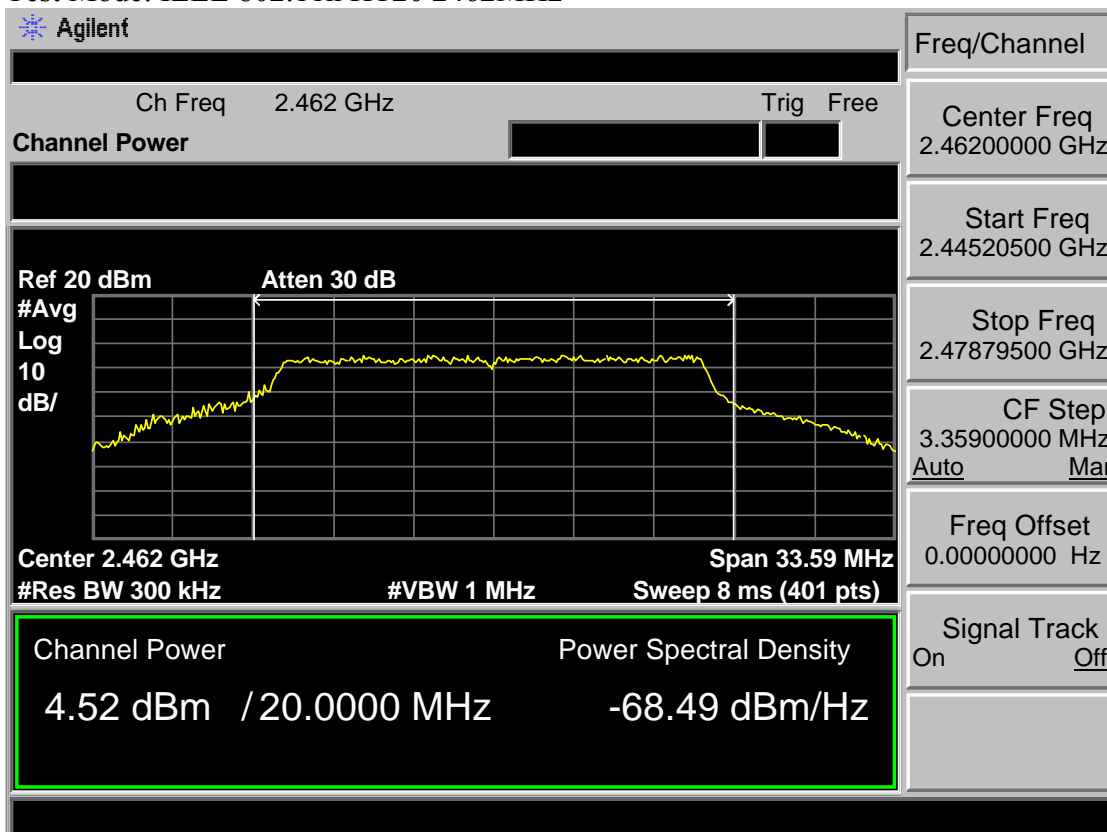 Agilent
Freq/Channel
Ch Freq 2.462 GHz Trig Free
Channel Power
Center Freq
2.46200000 GHz
Start Freq
2.44520500 GHz
Stop Freq
2.47879500 GHz
CF Step
3.35900000 MHz
Auto Man
Freq Offset
0.00000000 Hz
Signal Track
On Off
Ref 20 dBm Atten 30 dB
#Avg
Log
10
dB/
Center 2.462 GHz Span 33.59 MHz
#Res BW 300 kHz #VBW 1 MHz Sweep 8 ms (401 pts)
Channel Power Power Spectral Density
4.52 dBm / 20.0000 MHz -68.49 dBm/Hz